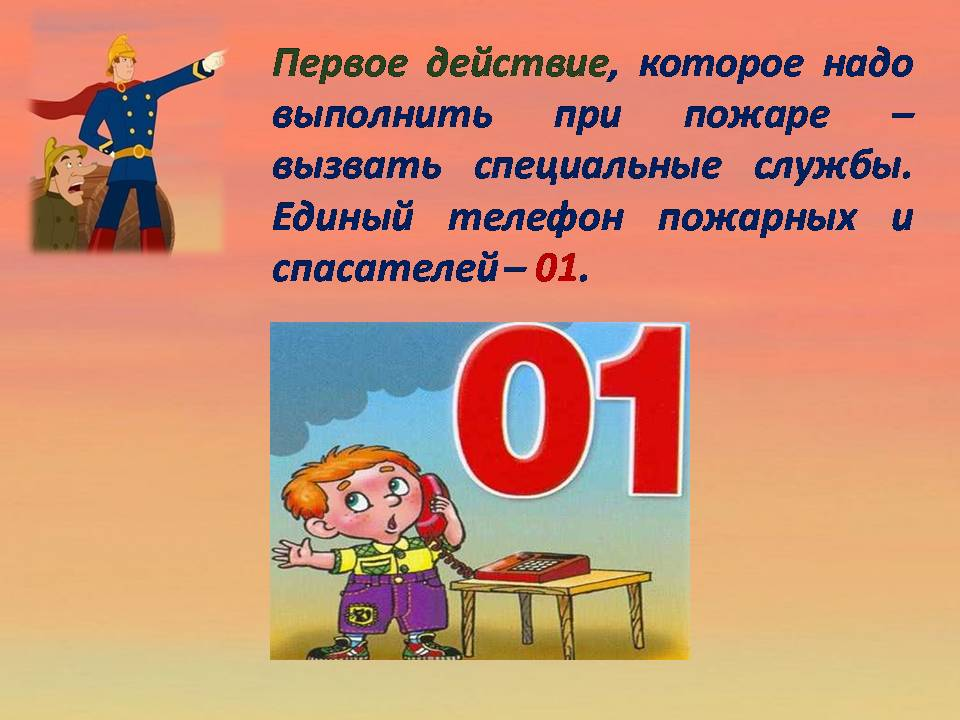 Первое действие, которое надо
выполнить при пожаре –
вызвать специальные службы.
Единый телефон пожарных и
спасателей – 01.
01